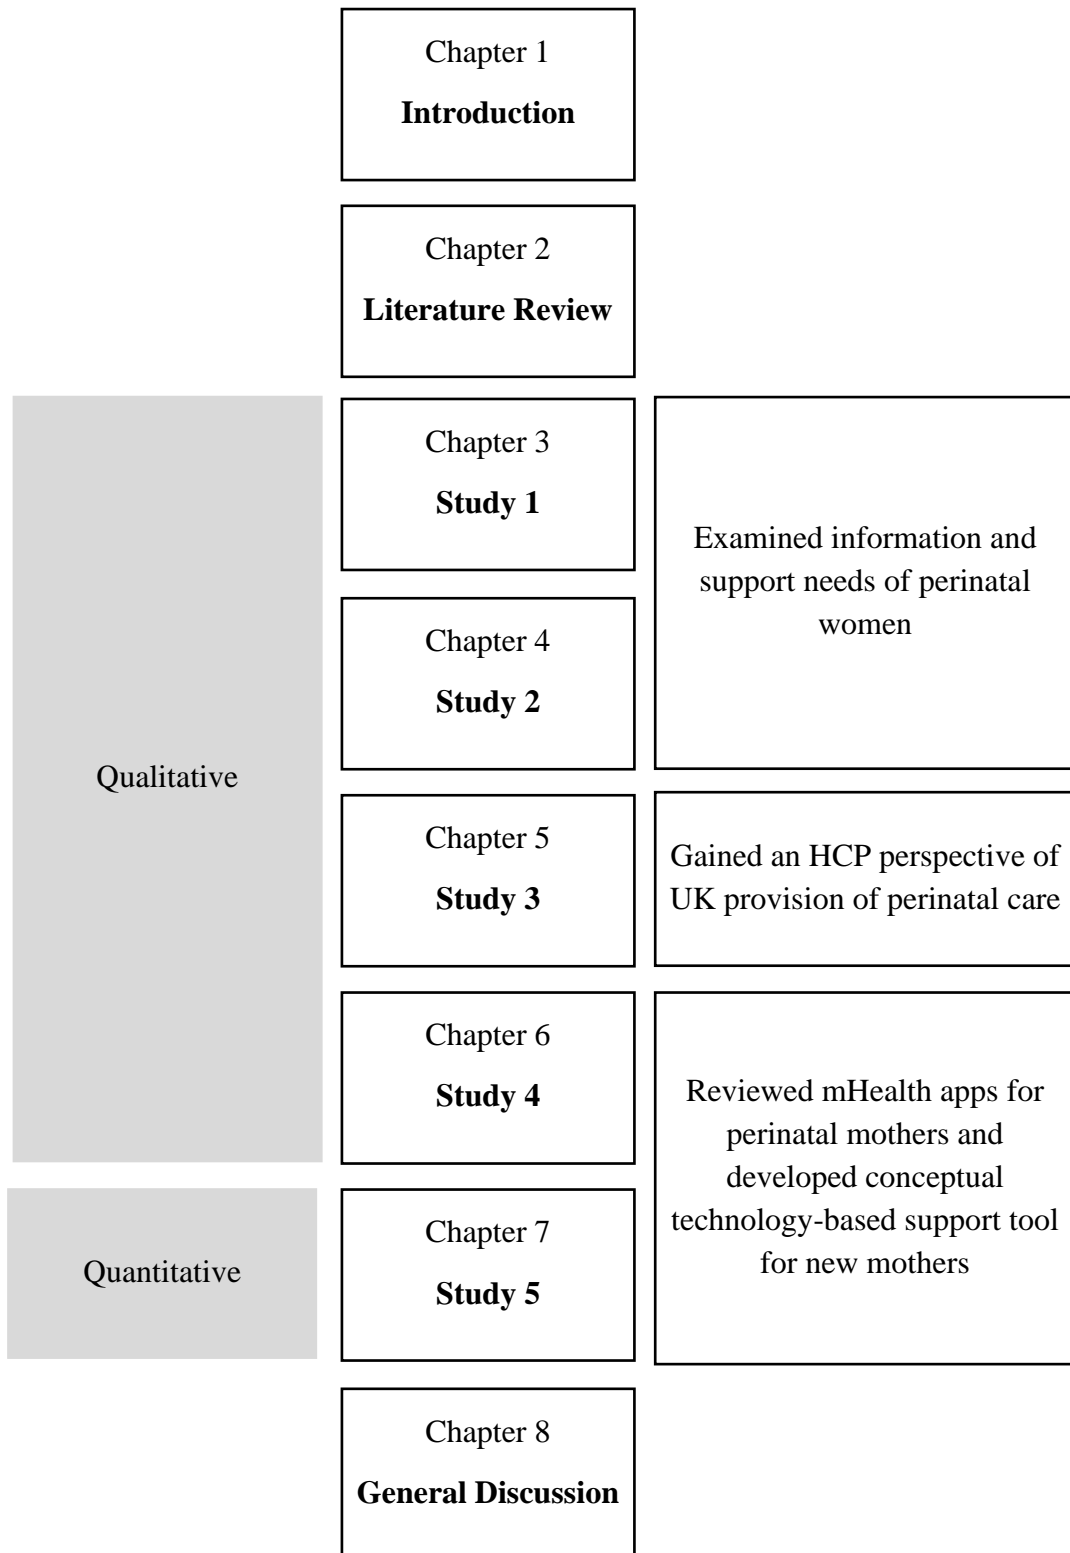 Chapter 1
Introduction
Chapter 2
Literature Review
Qualitative
Chapter 3
Study 1
Chapter 4
Study 2
Examined information and
support needs of perinatal
women
Chapter 5
Study 3
Gained an HCP perspective of
UK provision of perinatal care
Chapter 6
Study 4
Quantitative
Chapter 7
Study 5
Reviewed mHealth apps for
perinatal mothers and
developed conceptual
technology-based support tool
for new mothers
Chapter 8
General Discussion